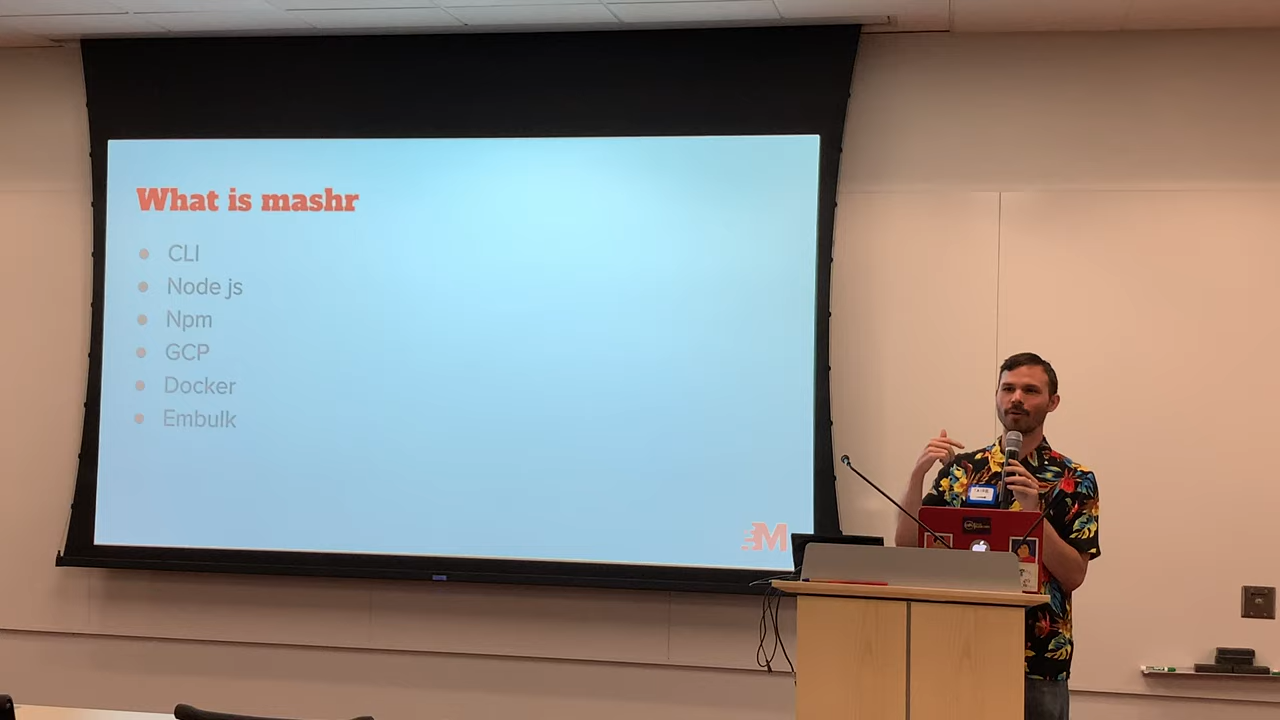 What is mashr
CLI
Node js
Npm
GCP
Docker
Embulk
M